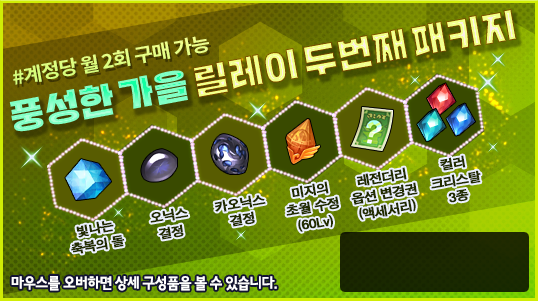 #계정당 월 2회 구매 가능
풍성한 가을 릴레이 두번째 패키지
빛나는
축복의 돌
오닉스
결정
카오닉스
결정
미지의
초월 수정
(60Lv)
레전더리
옵션 변경권
(액세서리)
컬러
크리스탈
3종
마우스를 오버하면 상세 구성품을 볼 수 있습니다.